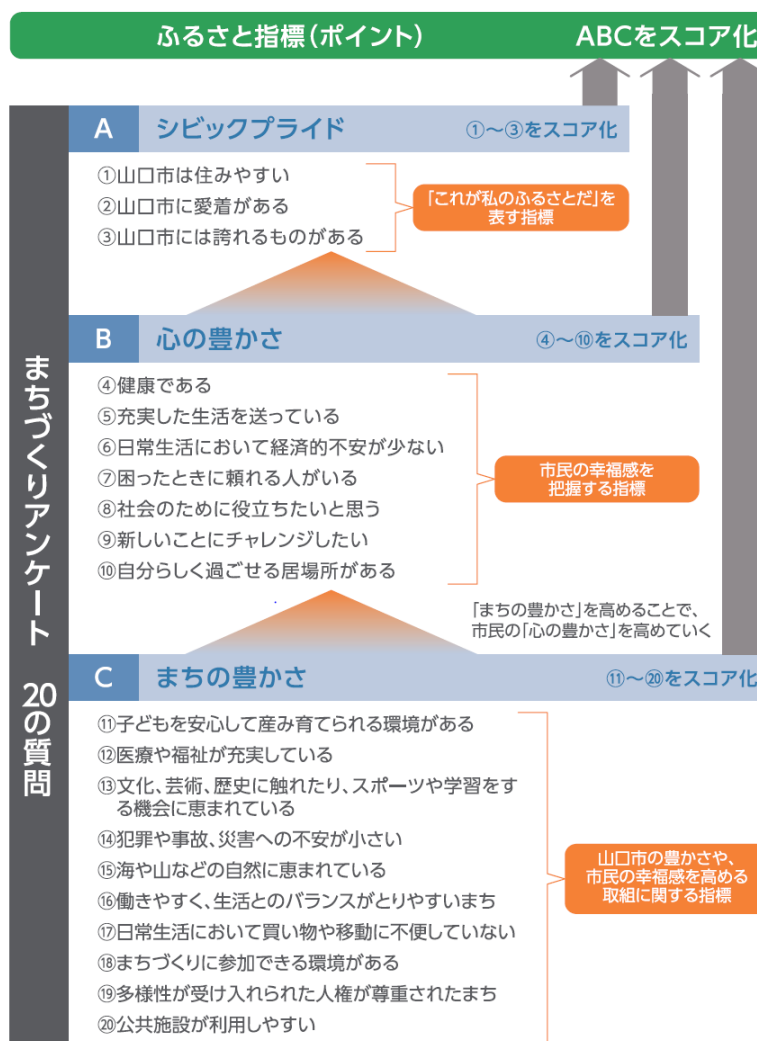 ふるさと指標(ポイント)
ABCをスコア化
まちづくりアンケート 20の質問
A シビックプライド ①～③をスコア化
①山口市は住みやすい
②山口市に愛着がある
③山口市には誇れるものがある
「これが私のふるさとだ」を
表す指標
B 心の豊かさ ④～⑩をスコア化
④健康である
⑤充実した生活を送っている
⑥日常生活において経済的不安が少ない
⑦困ったときに頼れる人がいる
⑧社会のために役立ちたいと思う
⑨新しいことにチャレンジしたい
⑩自分らしく過ごせる居場所がある
市民の幸福感を
把握する指標
「まちの豊かさ」を高めることで、
市民の「心の豊かさ」を高めていく
C まちの豊かさ ⑪～⑳をスコア化
⑪子どもを安心して産み育てられる環境がある
⑫医療や福祉が充実している
⑬文化、芸術、歴史に触れたり、スポーツや学習をす
る機会に恵まれている
⑭犯罪や事故、災害への不安が小さい
⑮海や山などの自然に恵まれている
⑯働きやすく、生活とのバランスがとりやすいまち
⑰日常生活において買い物や移動に不便していない
⑱まちづくりに参加できる環境がある
⑲多様性が受け入れられた人権が尊重されたまち
⑳公共施設が利用しやすい
山口市の豊かさや、
市民の幸福感を高める
取組に関する指標